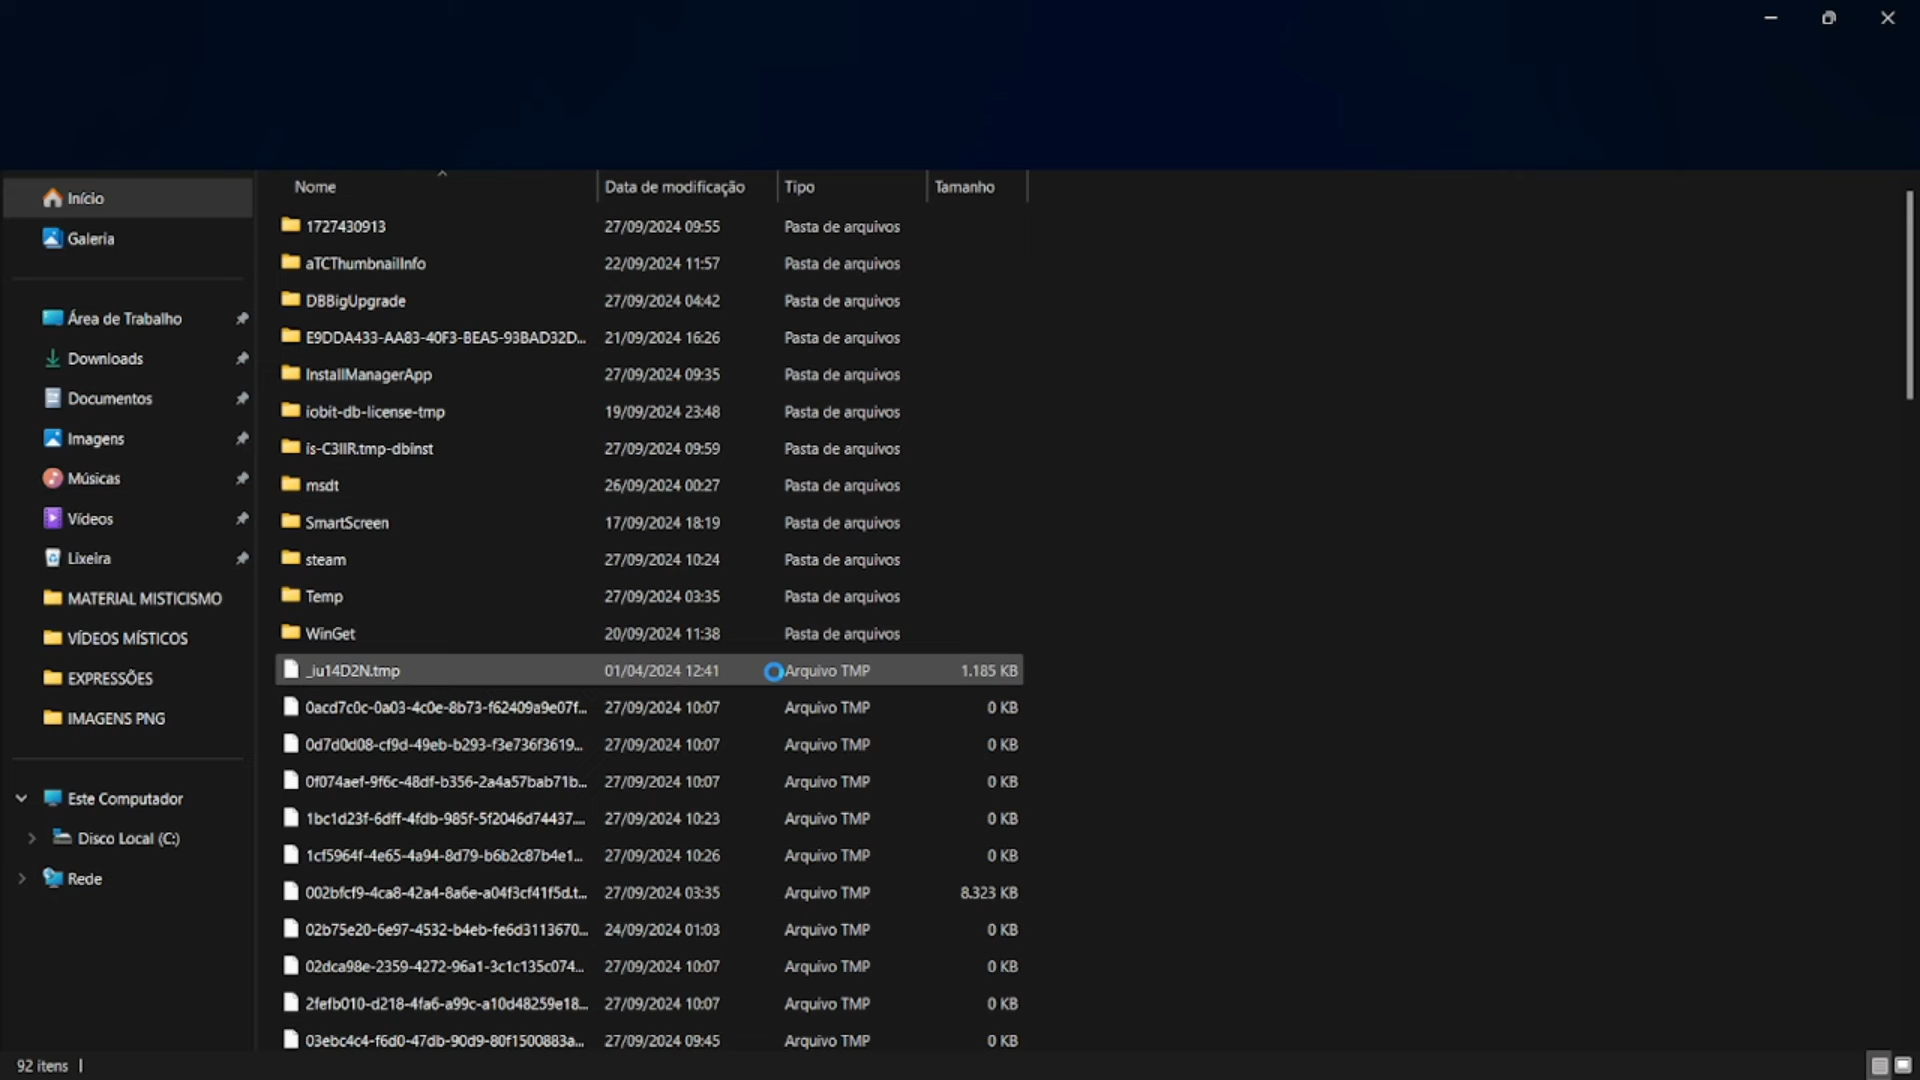 Início
Galeria
Área de Trabalho
Downloads
Documentos
Imagens
Músicas
Vídeos
Lixeira
MATERIAL MISTICISMO
VÍDEOS MÍSTICOS
EXPRESSÕES
IMAGENS PNG
Este Computador
Disco Local (C:)
Rede
Nome Data de modificação Tipo Tamanho
1727430913 27/09/2024 09:55 Pasta de arquivos
aTCThumbnailInfo 22/09/2024 11:57 Pasta de arquivos
DBBigUpgrade 27/09/2024 04:42 Pasta de arquivos
E9DDA433-AA83-40F3-BEA5-93BAD32D... 21/09/2024 16:26 Pasta de arquivos
InstallManagerApp 27/09/2024 09:35 Pasta de arquivos
iobit-db-license-tmp 19/09/2024 23:48 Pasta de arquivos
is-C3IIR.tmp-dbinst 27/09/2024 09:59 Pasta de arquivos
msdt 26/09/2024 00:27 Pasta de arquivos
SmartScreen 17/09/2024 18:19 Pasta de arquivos
steam 27/09/2024 10:24 Pasta de arquivos
Temp 27/09/2024 03:35 Pasta de arquivos
WinGet 20/09/2024 11:38 Pasta de arquivos
_iu14D2N.tmp 01/04/2024 12:41 Arquivo TMP 1.185 KB
0acd7c0c-0a03-4c0e-8b73-f62409a9e07f... 27/09/2024 10:07 Arquivo TMP 0 KB
0d7d0d08-cf9d-49eb-b293-f3e736f3619... 27/09/2024 10:07 Arquivo TMP 0 KB
0f074aef-9f6c-48df-b356-2a4a57bab71b... 27/09/2024 10:07 Arquivo TMP 0 KB
1bc1d23f-6dff-4fdb-985f-5f2046d74437.... 27/09/2024 10:23 Arquivo TMP 0 KB
1cf5964f-4e65-4a94-8d79-b6b2c87b4e1... 27/09/2024 10:26 Arquivo TMP 0 KB
002bfcf9-4ca8-42a4-8a6e-a04f3cf41f5d.t... 27/09/2024 03:35 Arquivo TMP 8.323 KB
02b75e20-6e97-4532-b4eb-fe6d3113670... 24/09/2024 01:03 Arquivo TMP 0 KB
02dca98e-2359-4272-96a1-3c1c135c074... 27/09/2024 10:07 Arquivo TMP 0 KB
2fefb010-d218-4fa6-a99c-a10d48259e18... 27/09/2024 10:07 Arquivo TMP 0 KB
03ebc4c4-f6d0-47db-90d9-80f1500883a... 27/09/2024 09:45 Arquivo TMP 0 KB
92 itens